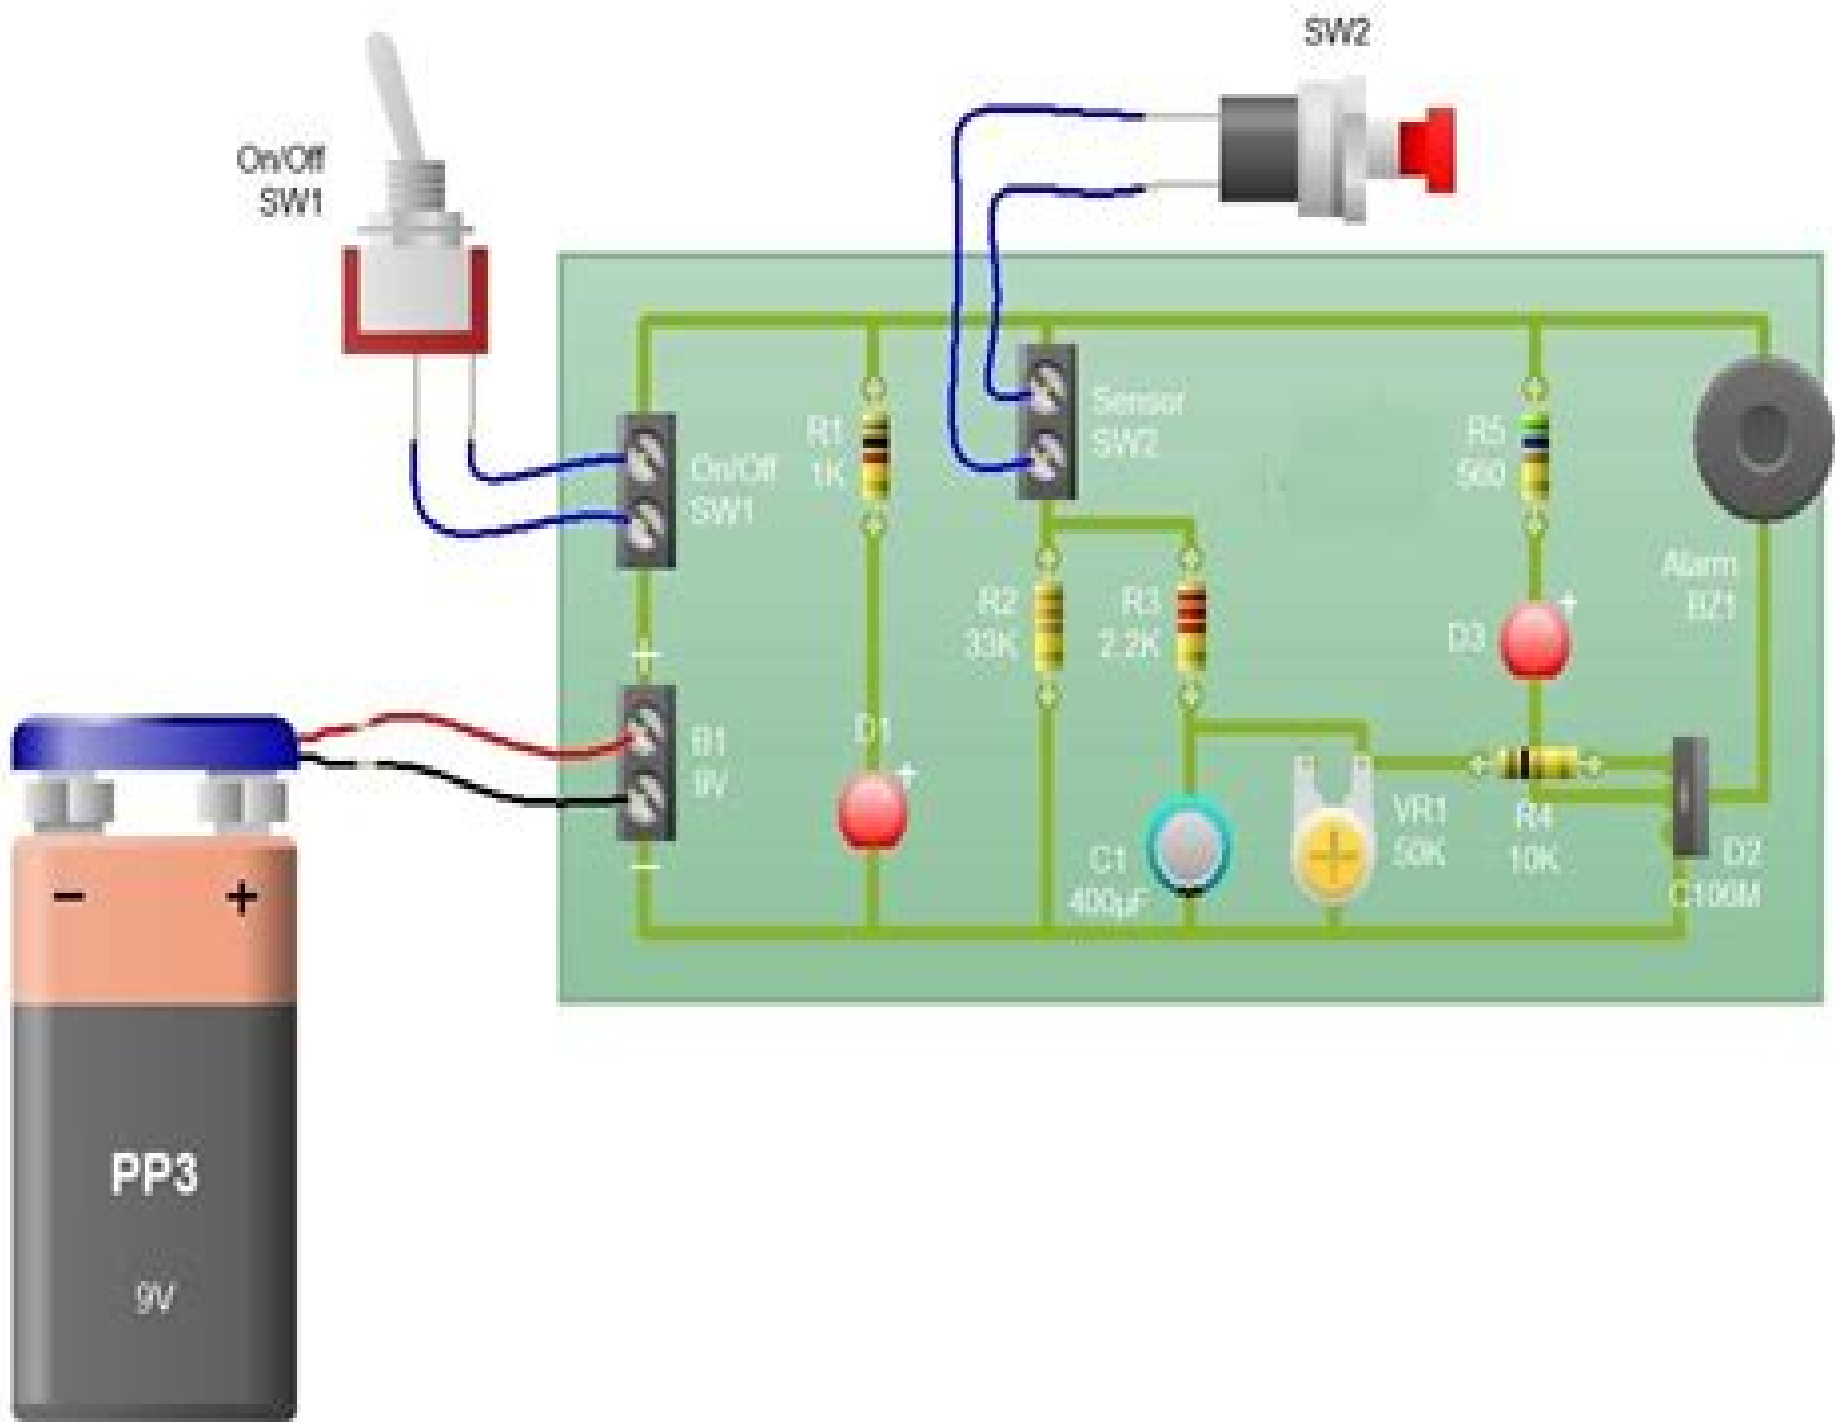 SW2
On/Off
SW1
Sensor
SW2
R1
1K
R5
560
On/Off
SW1
Alarm
BZ1
R2
33K
R3
2.2K
D3
+
+
B1
9V
D1
+
VR1
50K
R4
10K
C1
400µF
D2
C106M
−
− +
PP3
9V